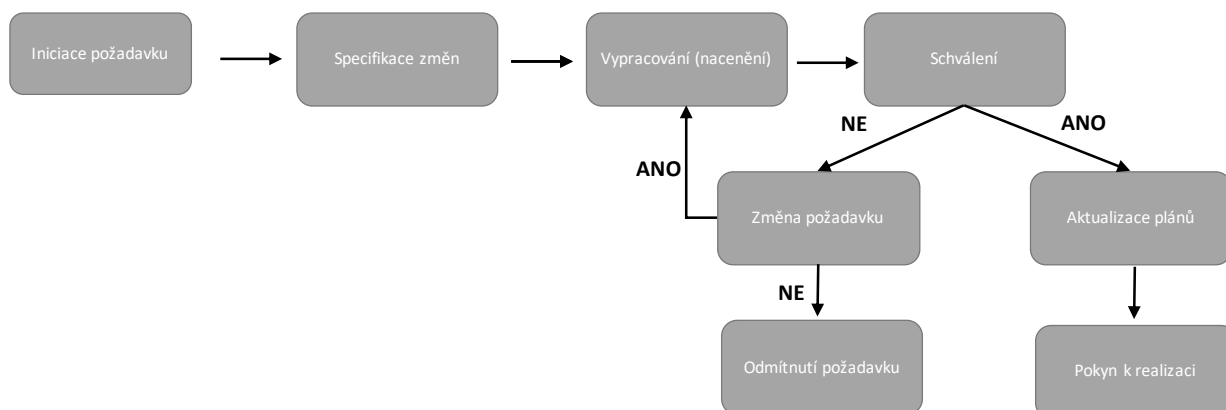 Iniciace požadavku
Specifikace změn
Vypracování (nacenění)
Schválení
NE
ANO
ANO
Změna požadavku
Aktualizace plánů
NE
Odmítnutí požadavku
Pokyn k realizaci